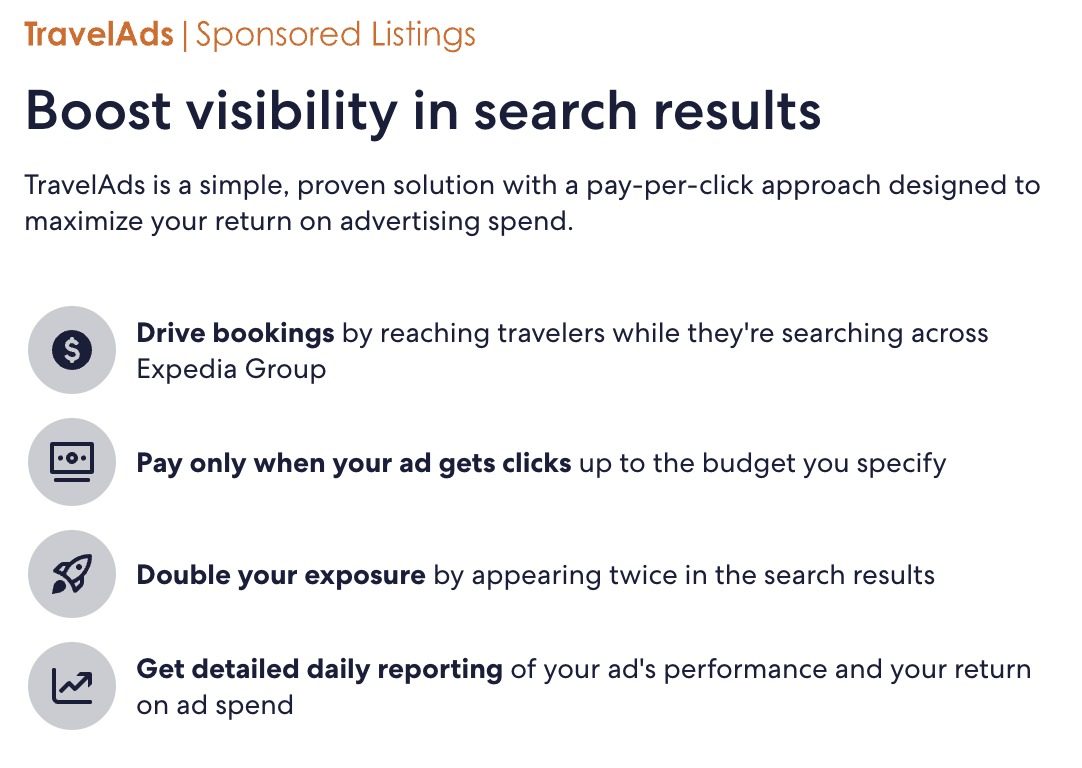 TravelAds | Sponsored Listings
Boost visibility in search results
TravelAds is a simple, proven solution with a pay-per-click approach designed to
maximize your return on advertising spend.
Drive bookings by reaching travelers while they're searching across
Expedia Group
Pay only when your ad gets clicks up to the budget you specify
Double your exposure by appearing twice in the search results
Get detailed daily reporting of your ad's performance and your return
on ad spend